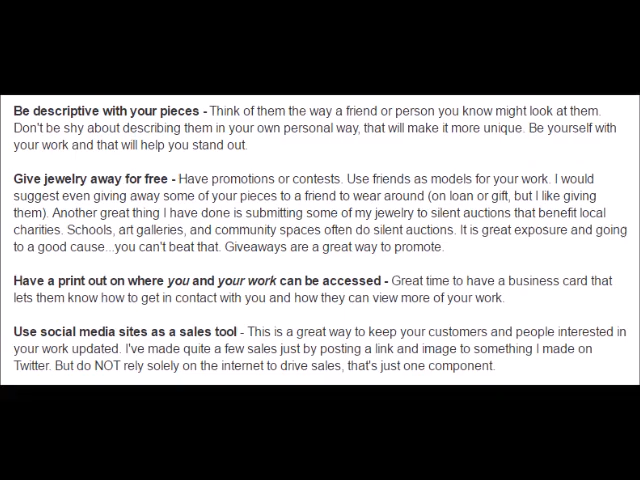 Be descriptive with your pieces - Think of them the way a friend or person you know might look at them.
Don't be shy about describing them in your own personal way, that will make it more unique. Be yourself with
your work and that will help you stand out.
Give jewelry away for free - Have promotions or contests. Use friends as models for your work. I would
suggest even giving away some of your pieces to a friend to wear around (on loan or gift, but I like giving
them). Another great thing I have done is submitting some of my jewelry to silent auctions that benefit local
charities. Schools, art galleries, and community spaces often do silent auctions. It is great exposure and going
to a good cause...you can't beat that. Giveaways are a great way to promote.
Have a print out on where you and your work can be accessed - Great time to have a business card that
lets them know how to get in contact with you and how they can view more of your work.
Use social media sites as a sales tool - This is a great way to keep your customers and people interested in
your work updated. I've made quite a few sales just by posting a link and image to something I made on
Twitter. But do NOT rely solely on the internet to drive sales, that's just one component.